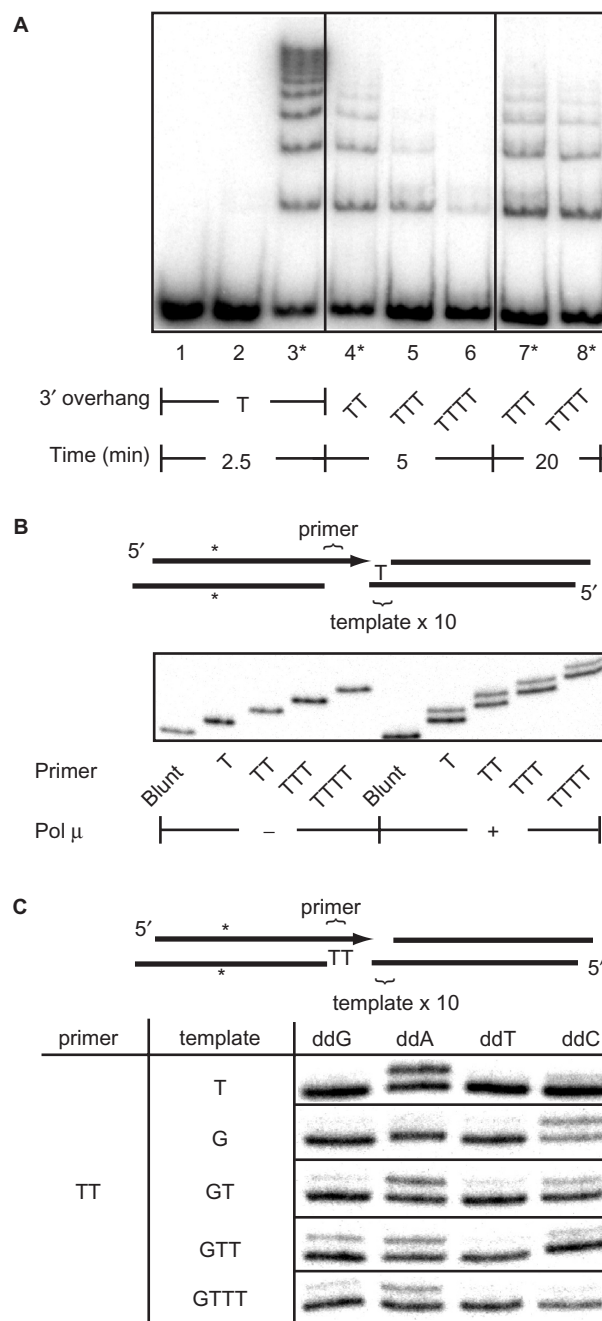 A
1 2 3* 4* 5 6 7* 8*
3′ overhang T TT TTT TTTT TTT TTTT
Time (min) 2.5 5 20
B
primer
5′ *
T
* 5′
template x 10
Primer Blunt T TT TTT TTTT Blunt T TT TTT TTTT
Pol μ – +
C
primer
5′ *
TT
* 5′
template x 10
primer template ddG ddA ddT ddC
T
G
TT GT
GTT
GTTT